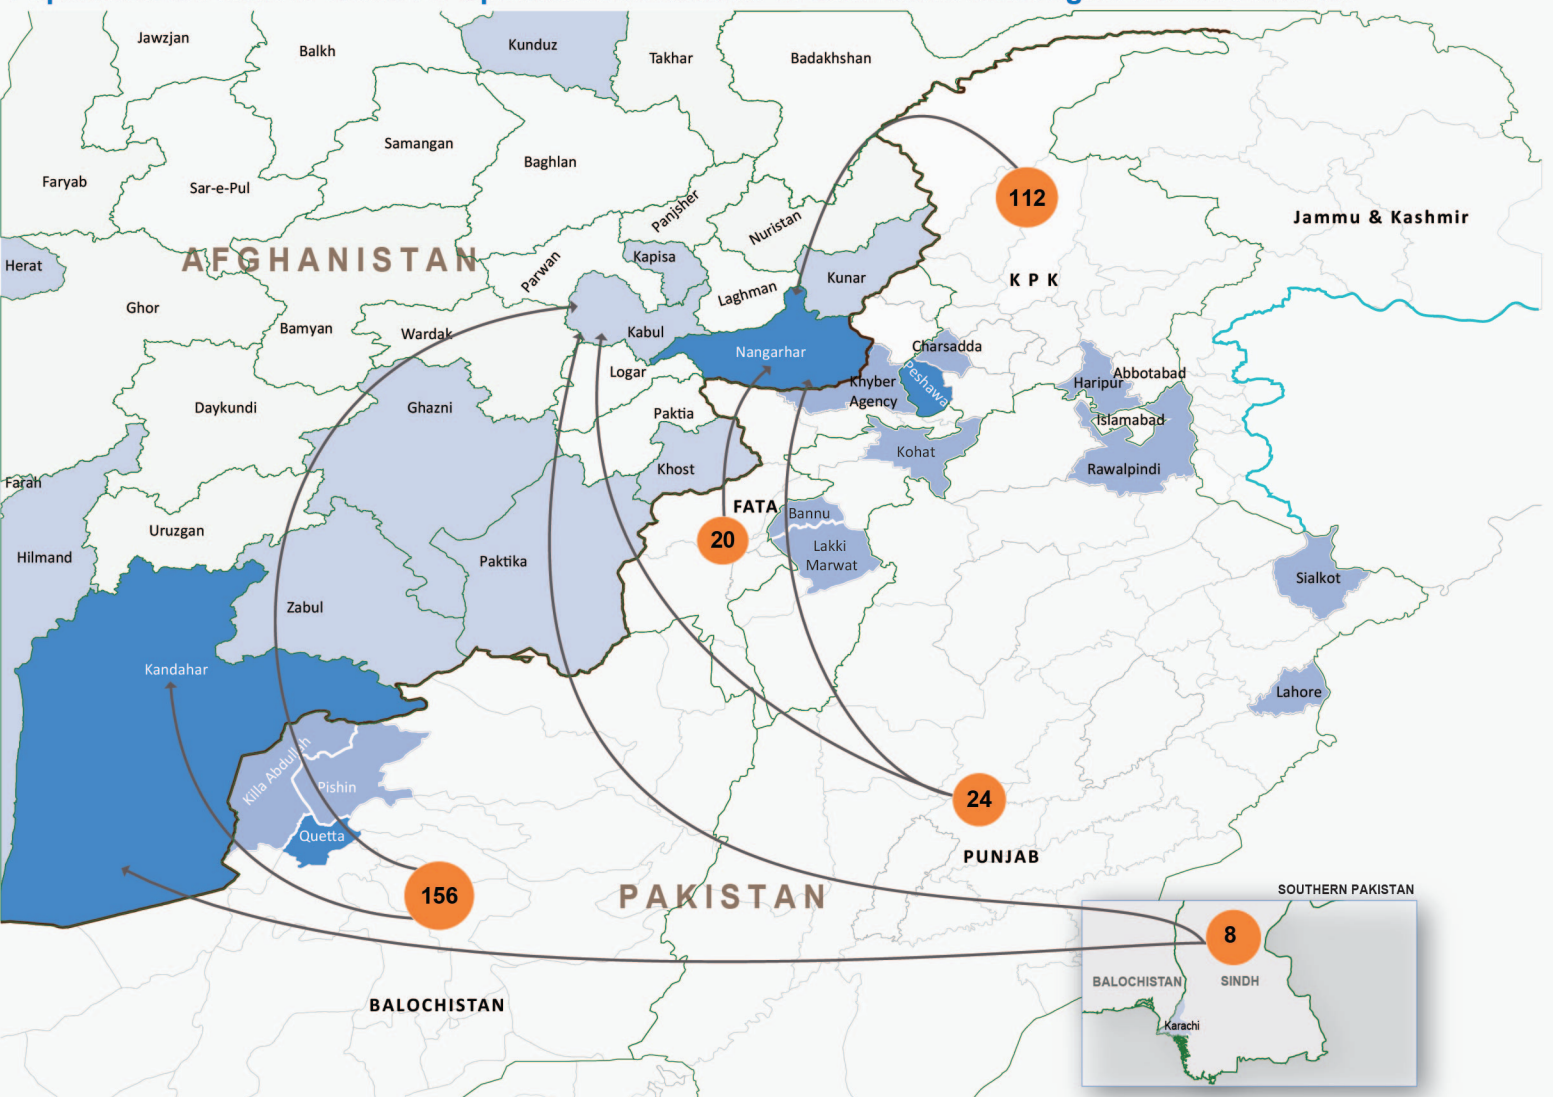 Jawzjan
Balkh
Kunduz
Takhar
Badakhshan
Samangan
Baghlan
Faryab
Sar-e-Pul
112
Panjsher
Nuristan
Jammu & Kashmir
AFGHANISTAN
Herat
Parwan
Kapisa
Kunar
KPK
Laghman
Ghor
Bamyan
Wardak
Kabul
Nangarhar
Charsadda
Logar
Khyber
Agency
Peshawa
Haripur
Abbotabad
Daykundi
Ghazni
Paktia
Islamabad
Kohat
Khost
Rawalpindi
Farah
FATA
Bannu
Uruzgan
20
Lakki
Marwat
Hilmand
Paktika
Sialkot
Zabul
Kandahar
Lahore
Killa Abdullah
Pishin
24
Quetta
PUNJAB
156
PAKISTAN
SOUTHERN PAKISTAN
8
BALOCHISTAN
SINDH
BALOCHISTAN
Karachi